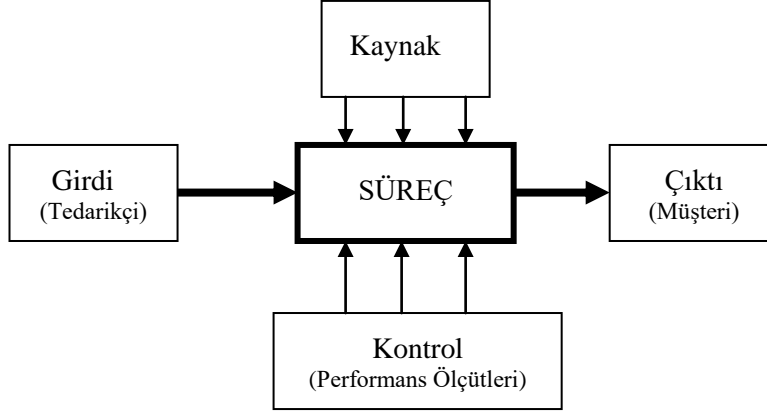 Kaynak
Girdi
(Tedarikçi)
SÜREÇ
Çıktı
(Müşteri)
Kontrol
(Performans Ölçütleri)